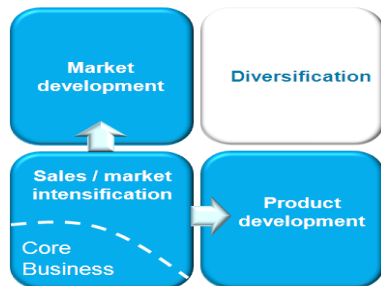 Market
development
Diversification
Sales / market
intensification
Core
Business
Product
development